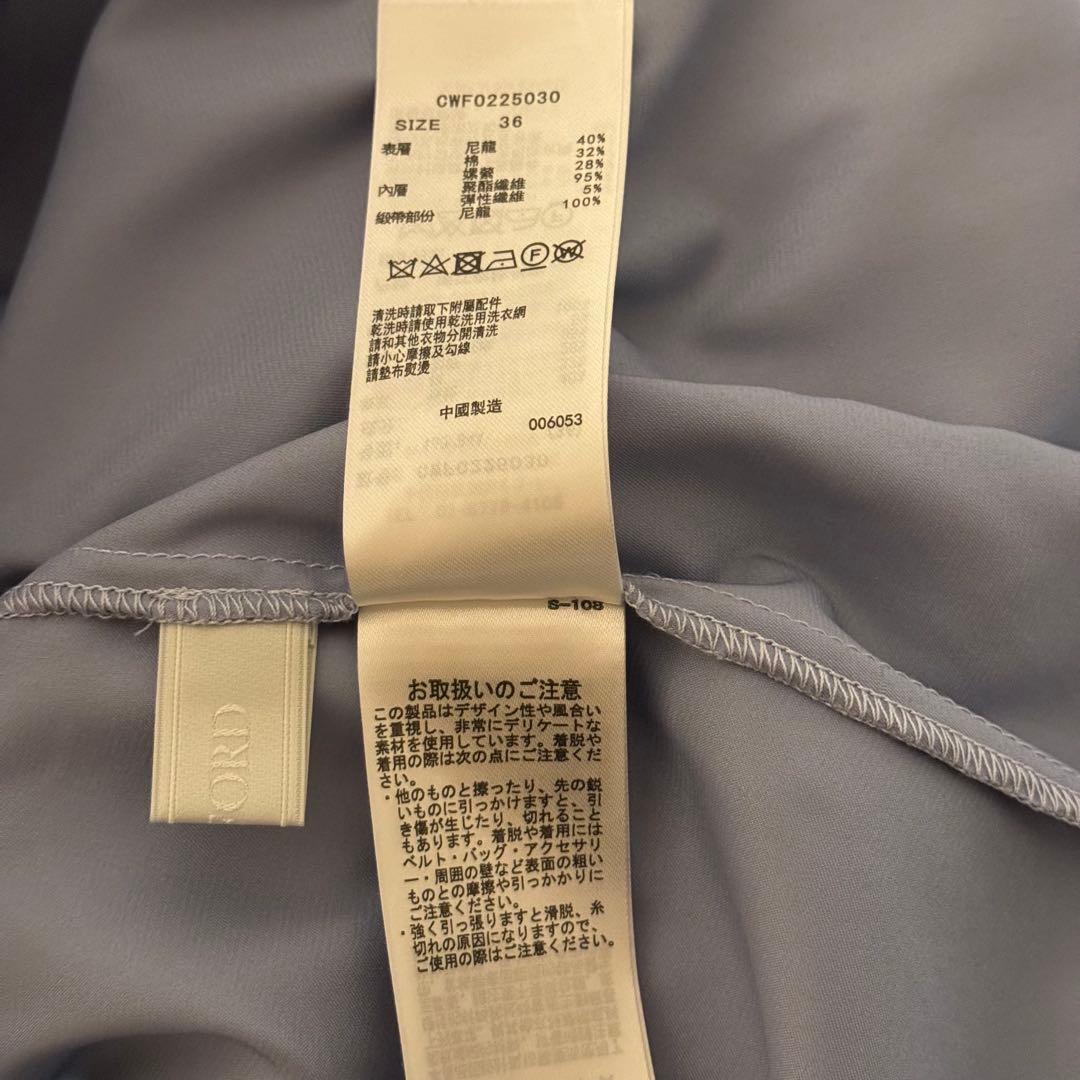 CWF0225030
SIZE 36
表層 尼龍 40%
棉 32%
嫘縈 28%
內層 聚酯纖維 95%
彈性纖維 5%
緞帶部份 尼龍 100%
F W
清洗時請取下附屬配件
乾洗時請使用乾洗用洗衣網
請和其他衣物分開清洗
請小心摩擦及勾線
請墊布熨燙
中國製造
006053
S-108
お取扱いのご注意
この製品はデザイン性や風合い
を重視し、非常にデリケートな
素材を使用しています。着脱や
着用の際は次の点にご注意くだ
さい。
・他のものと擦ったり、先の鋭
いものに引っかけますと、引
き傷が生じたり、切れること
もあります。着脱や着用には
ベルト・バッグ・アクセサリ
ー・周囲の壁など表面の粗い
ものとの摩擦や引っかかりに
ご注意ください。
・強く引っ張りますと滑脱、糸
切れの原因になりますので、
ご使用の際はご注意ください。
FORD